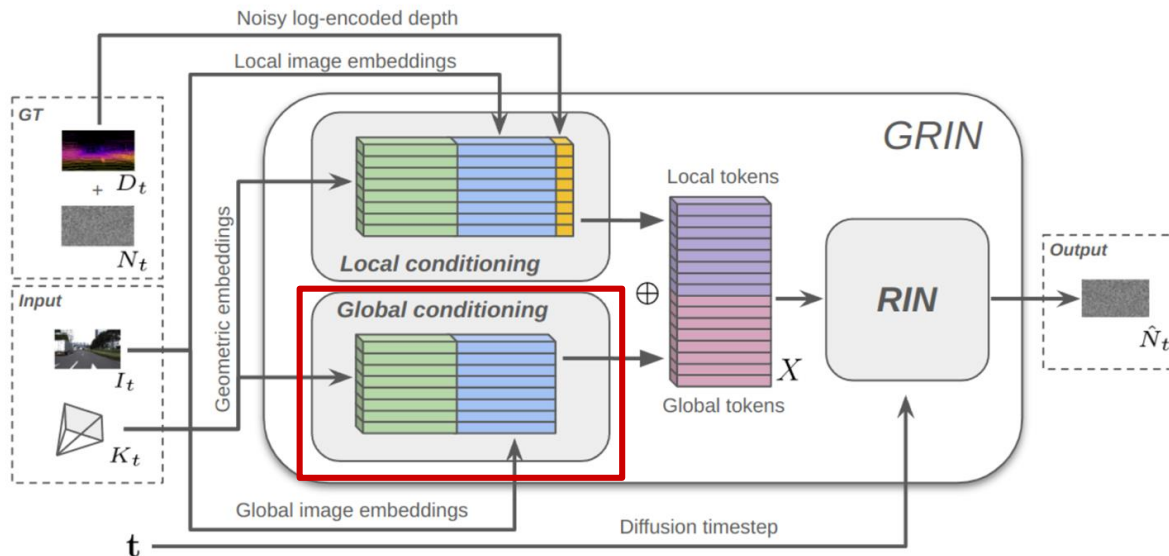 Noisy log-encoded depth
Local image embeddings
GT
D_t
+
N_t
Input
I_t
K_t
Geometric embeddings
Local conditioning
Global conditioning
GRIN
Local tokens
⊕
X
Global tokens
RIN
Output
N̂_t
Global image embeddings
Diffusion timestep
t